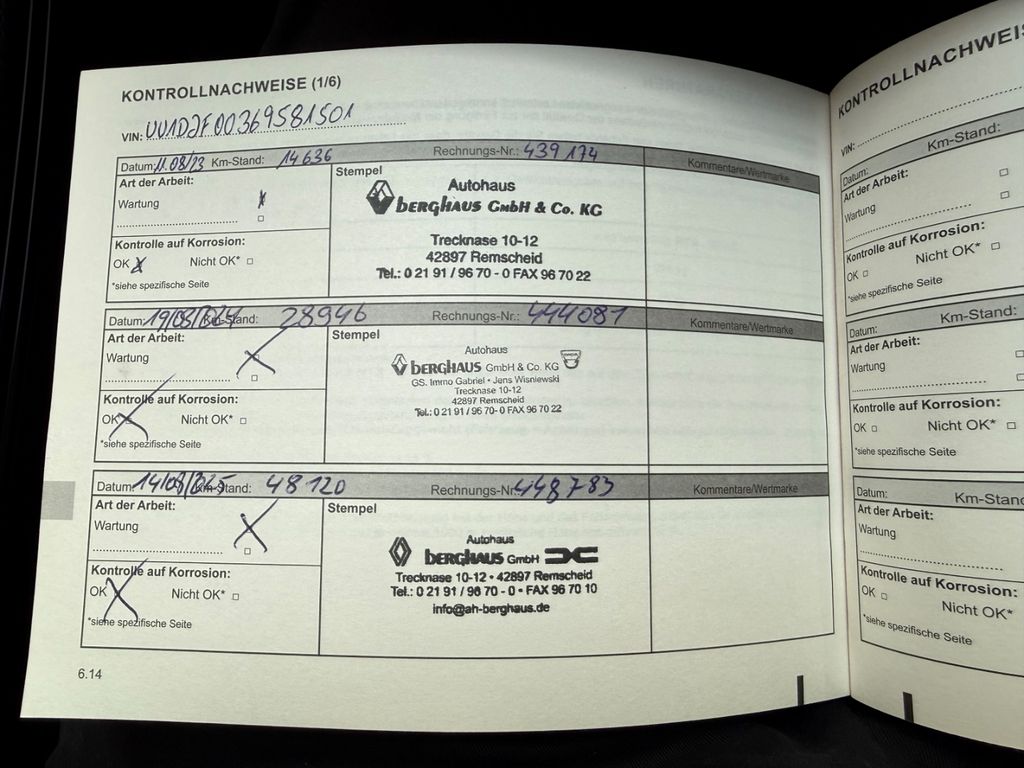 KONTROLLNACHWEISE (1/6)
VIN: UU1DJF00369581501
Datum: 11.08/23 Km-Stand: 14636 Rechnungs-Nr.: 439174 Kommentare/Wertmarke
Art der Arbeit:
Wartung
Kontrolle auf Korrosion:
OK Nicht OK*
*siehe spezifische Seite
Stempel
Autohaus
BERGHAUS GmbH & Co. KG
Trecknase 10-12
42897 Remscheid
Tel.: 0 21 91 / 96 70 - 0 FAX 96 70 22
Datum: 19/08/2024 Km-Stand: 28946 Rechnungs-Nr.: 444081 Kommentare/Wertmarke
Art der Arbeit:
Wartung
Kontrolle auf Korrosion:
OK Nicht OK*
*siehe spezifische Seite
Stempel
Autohaus
BERGHAUS GmbH & Co. KG
GS. Immo Gabriel • Jens Wisniewski
Trecknase 10-12
42897 Remscheid
Tel.: 0 21 91 / 96 70- 0 FAX 96 70 22
Datum: 14/08/2025 Km-Stand: 48120 Rechnungs-Nr.: 448783 Kommentare/Wertmarke
Art der Arbeit:
Wartung
Kontrolle auf Korrosion:
OK Nicht OK*
*siehe spezifische Seite
Stempel
Autohaus
BERGHAUS GmbH
Trecknase 10-12 • 42897 Remscheid
Tel.: 0 21 91 / 96 70 - 0 • FAX 96 70 10
info@ah-berghaus.de
6.14
KONTROLLNACHWEIS
VIN:
Datum: Km-Stand:
Art der Arbeit:
Wartung
Kontrolle auf Korrosion:
OK Nicht OK*
*siehe spezifische Seite
Datum: Km-Stand:
Art der Arbeit:
Wartung
Kontrolle auf Korrosion:
OK Nicht OK*
*siehe spezifische Seite
Datum: Km-Stand
Art der Arbeit:
Wartung
Kontrolle auf Korrosion:
OK Nicht OK*
*siehe spezifische Seite